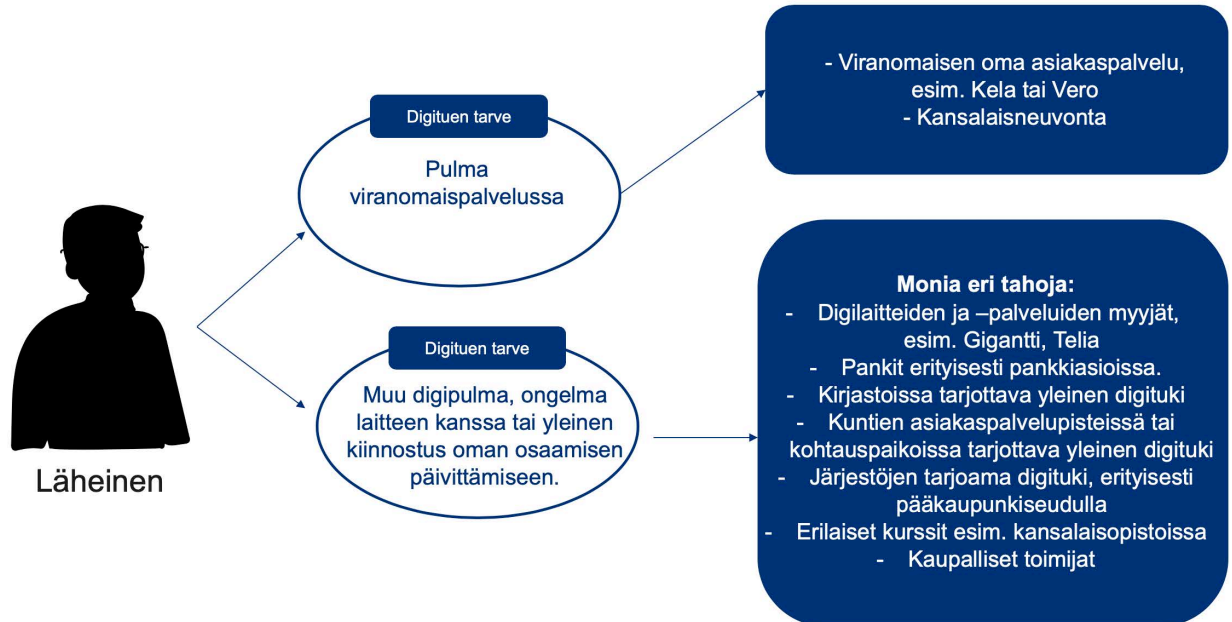 Läheinen
Digituen tarve
Pulma
viranomaispalvelussa
- Viranomaisen oma asiakaspalvelu,
esim. Kela tai Vero
- Kansalaisneuvonta
Digituen tarve
Muu digipulma, ongelma
laitteen kanssa tai yleinen
kiinnostus oman osaamisen
päivittämiseen.
Monia eri tahoja:
- Digilaitteiden ja –palveluiden myyjät,
esim. Gigantti, Telia
- Pankit erityisesti pankkiasioissa.
- Kirjastoissa tarjottava yleinen digituki
- Kuntien asiakaspalvelupisteissä tai
kohtauspaikoissa tarjottava yleinen digituki
- Järjestöjen tarjoama digituki, erityisesti
pääkaupunkiseudulla
- Erilaiset kurssit esim. kansalaisopistoissa
- Kaupalliset toimijat